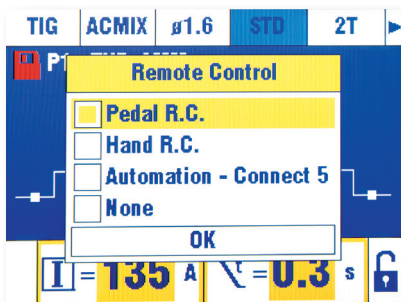 TIG ACMIX ø1.6 STD 2T
P1
Remote Control
Pedal R.C.
Hand R.C.
Automation - Connect 5
None
OK
I = 135 A t = 0.3 s